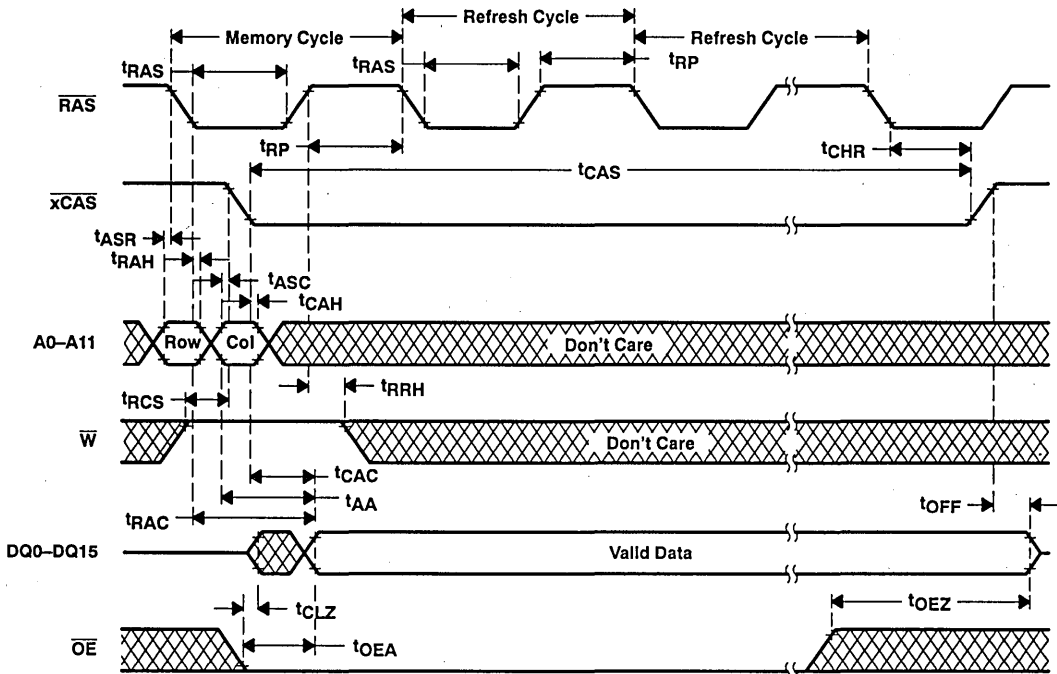 Refresh Cycle
Memory Cycle
Refresh Cycle
tRAS
tRAS
tRP
RAS
tRP
tCHR
tCAS
xCAS
tASR
tRAH
tASC
tCAH
A0–A11
Row
Col
Don't Care
tRRH
tRCS
W
Don't Care
tCAC
tAA
tOFF
tRAC
DQ0–DQ15
Valid Data
tCLZ
tOEZ
tOEA
OE